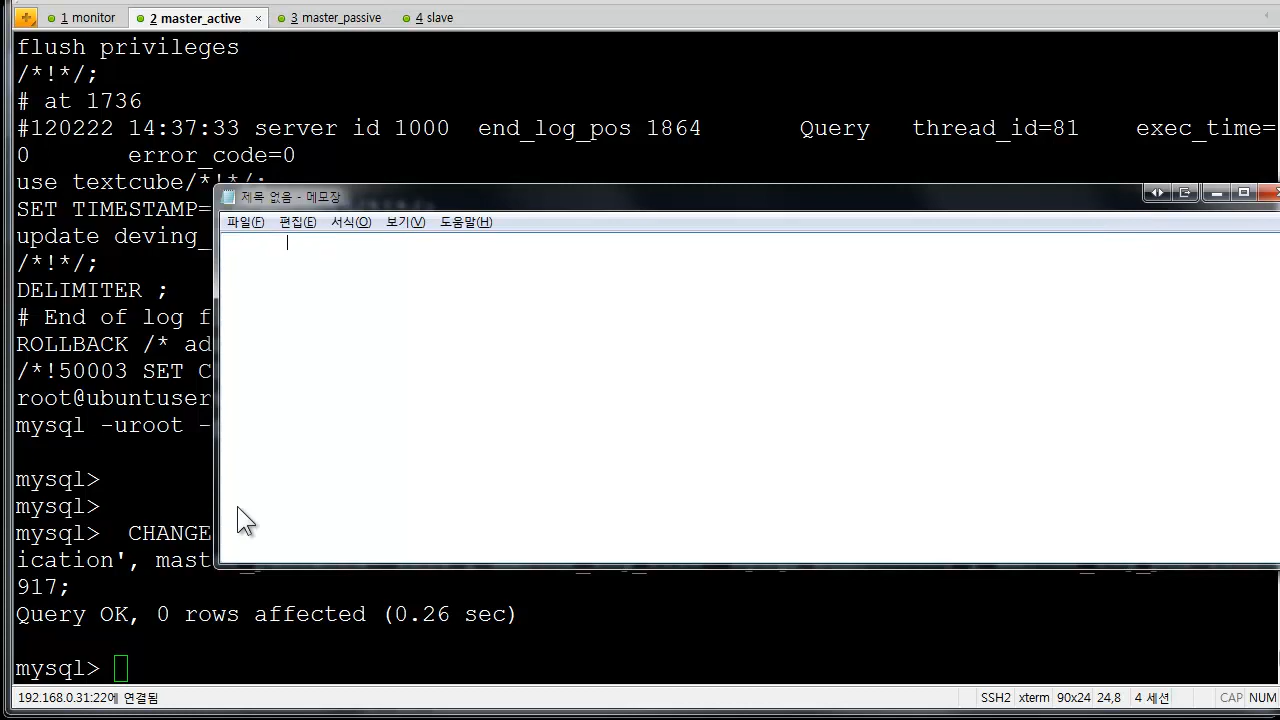 1 monitor
2 master_active ×
3 master_passive
4 slave
flush privileges
/*!*/;
# at 1736
#120222 14:37:33 server id 1000 end_log_pos 1864 Query thread_id=81 exec_time=
0 error_code=0
use textcube/*!*/;
SET TIMESTAMP=
update deving_
/*!*/;
DELIMITER ;
# End of log f
ROLLBACK /* ad
/*!50003 SET C
root@ubuntuser
mysql -uroot -
제목 없음 - 메모장
파일(F) 편집(E) 서식(O) 보기(V) 도움말(H)
mysql>
mysql>
mysql> CHANGE
ication', mast
917;
Query OK, 0 rows affected (0.26 sec)
mysql>
192.168.0.31:22에 연결됨
SSH2 xterm 90x24 24,8 4 세션 CAP NUM